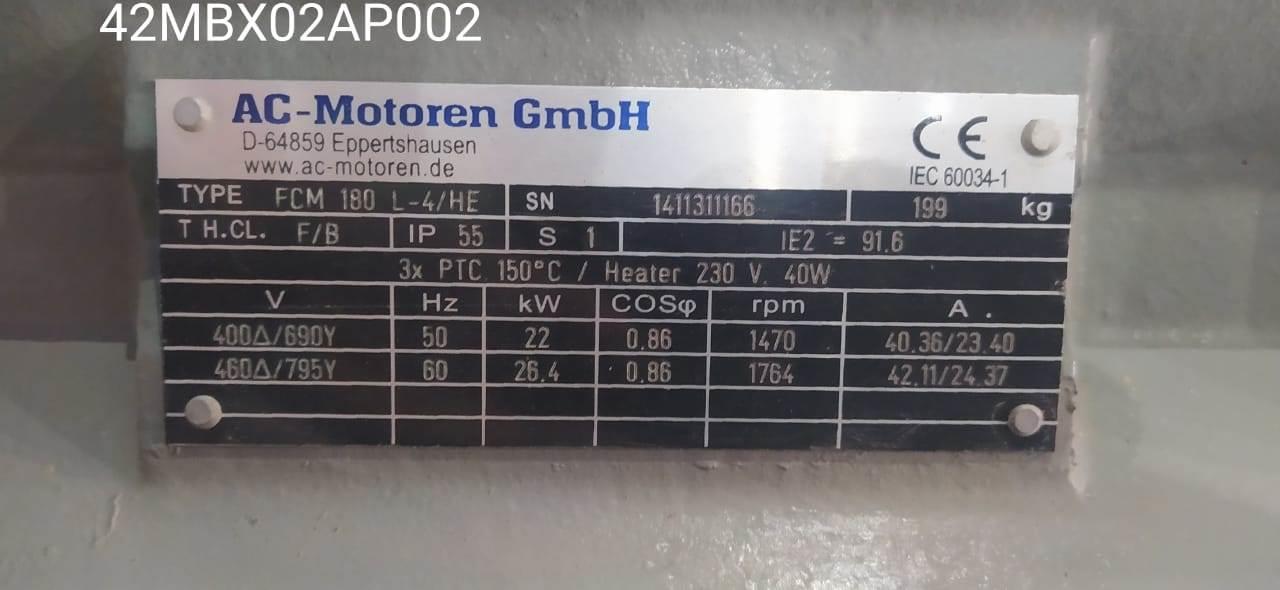 42MBX02AP002
AC-Motoren GmbH
D-64859 Eppertshausen
www.ac-motoren.de
CE
IEC 60034-1
TYPE FCM 180 L-4/HE SN 1411311166 199 kg
T H.CL. F/B IP 55 S 1 IE2 = 91.6
3x PTC 150°C / Heater 230 V. 40W
V Hz kW COSφ rpm A .
400Δ/690Y 50 22 0.86 1470 40.36/23.40
460Δ/795Y 60 26.4 0.86 1764 42.11/24.37